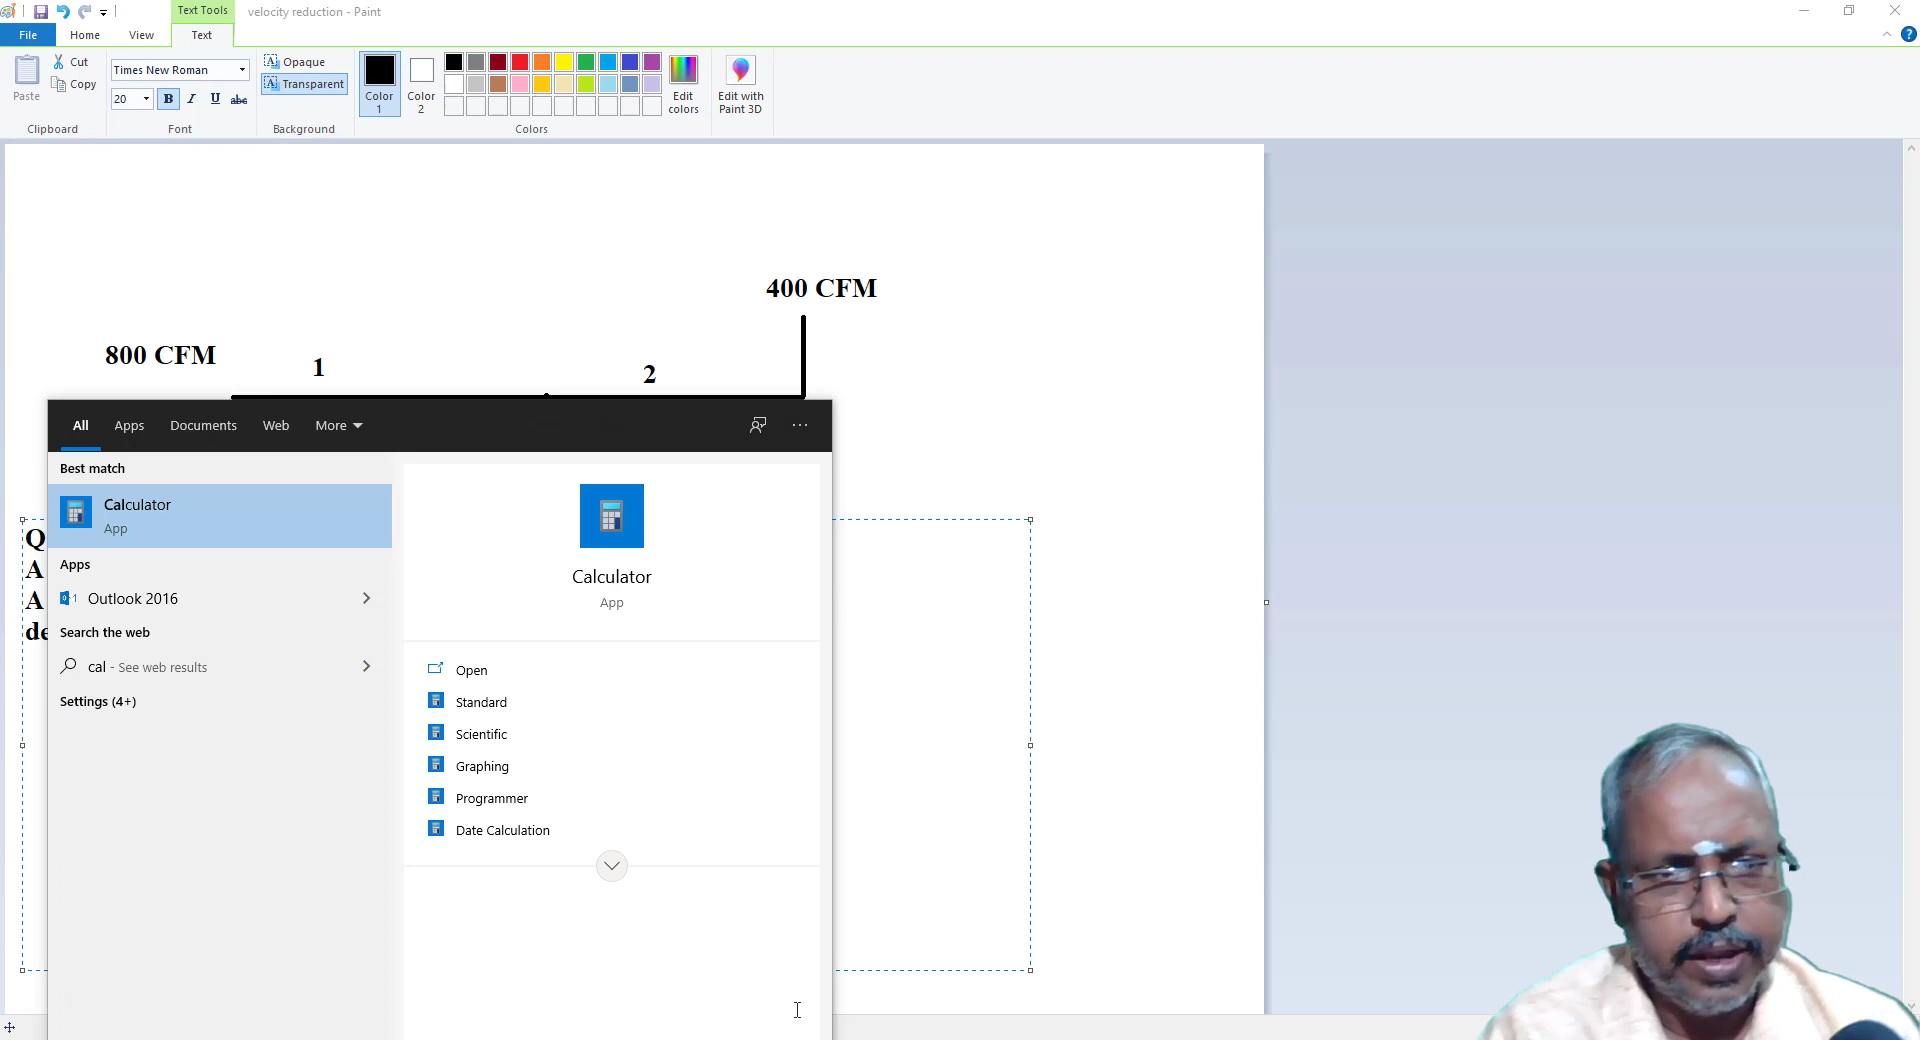 Text Tools
velocity reduction - Paint
File
Home
View
Text
Paste
Cut
Copy
Clipboard
Times New Roman
20
B
I
U
abc
Font
A Opaque
A Transparent
Background
Color 1
Color 2
Colors
Edit colors
Edit with Paint 3D
400 CFM
800 CFM
1
2
Q
A
A
de
All
Apps
Documents
Web
More
Best match
Calculator
App
Apps
Outlook 2016
Search the web
cal - See web results
Settings (4+)
Calculator
App
Open
Standard
Scientific
Graphing
Programmer
Date Calculation